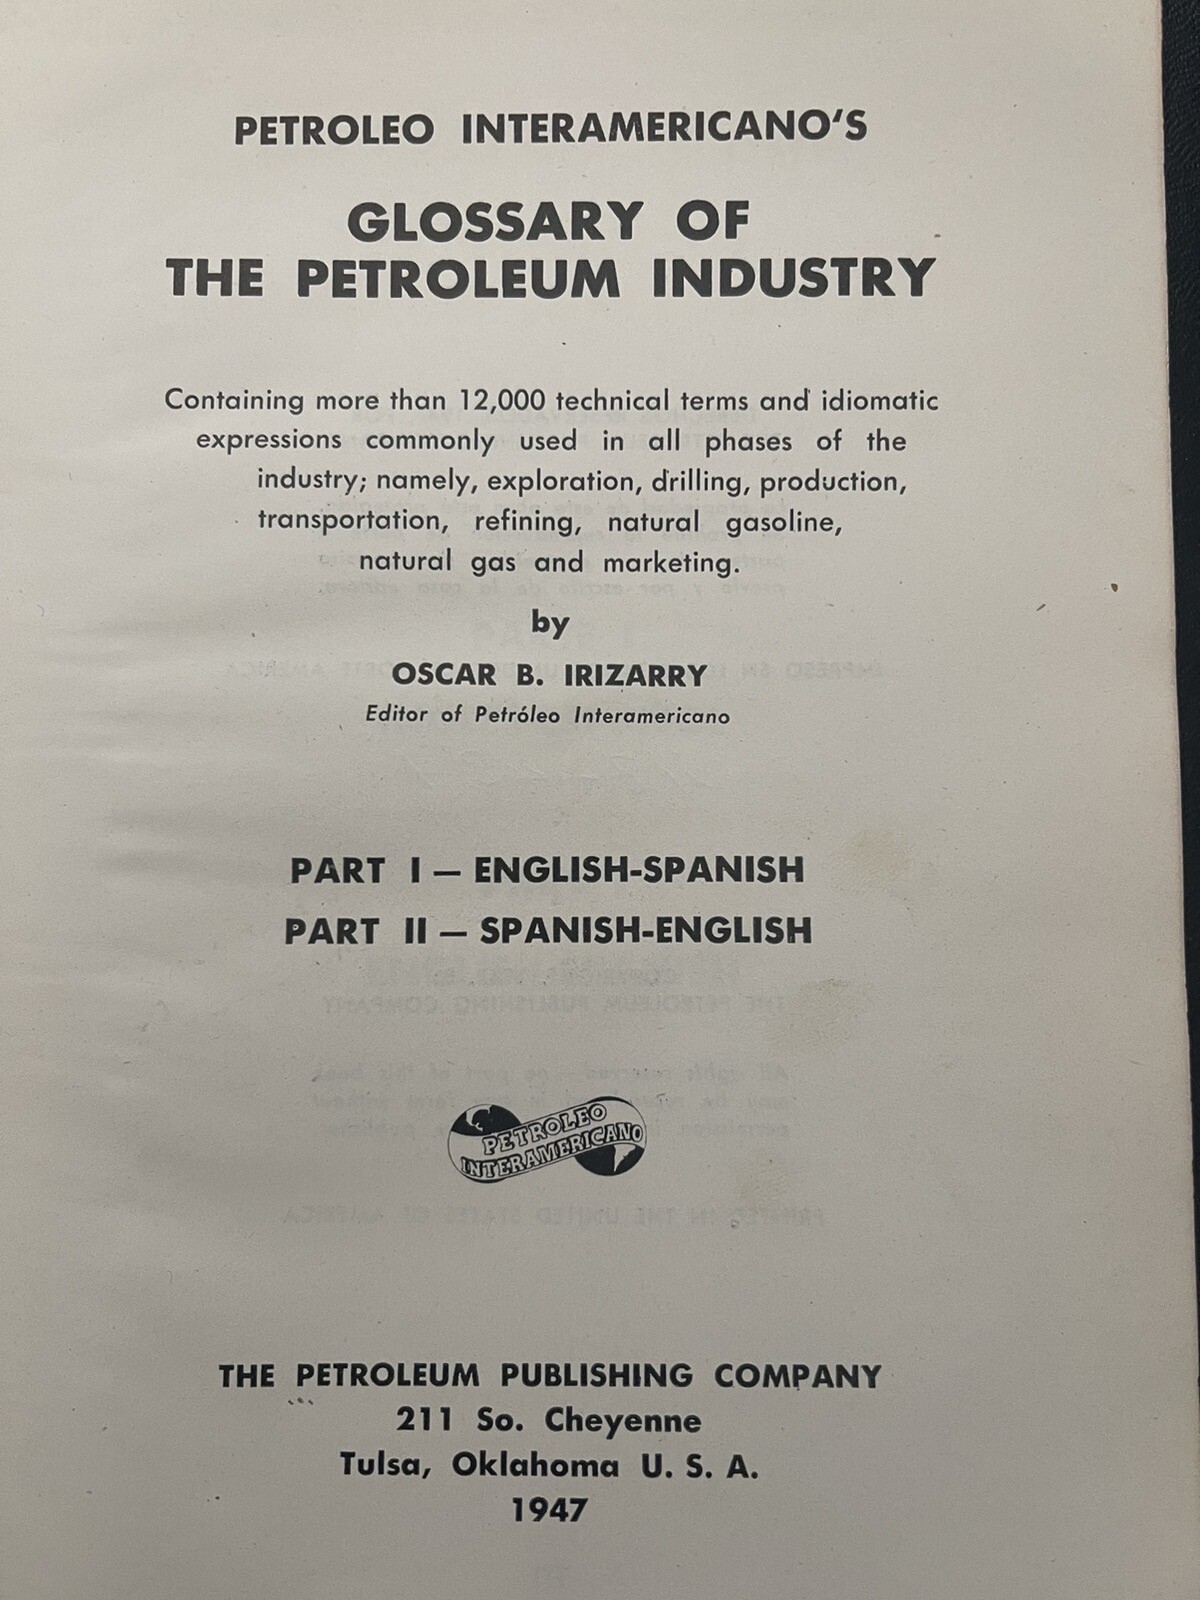 PETROLEO INTERAMERICANO'S
GLOSSARY OF
THE PETROLEUM INDUSTRY
Containing more than 12,000 technical terms and idiomatic
expressions commonly used in all phases of the
industry; namely, exploration, drilling, production,
transportation, refining, natural gasoline,
natural gas and marketing.
by
OSCAR B. IRIZARRY
Editor of Petróleo Interamericano
PART I — ENGLISH-SPANISH
PART II — SPANISH-ENGLISH
PETROLEO
INTERAMERICANO
THE PETROLEUM PUBLISHING COMPANY
211 So. Cheyenne
Tulsa, Oklahoma U. S. A.
1947